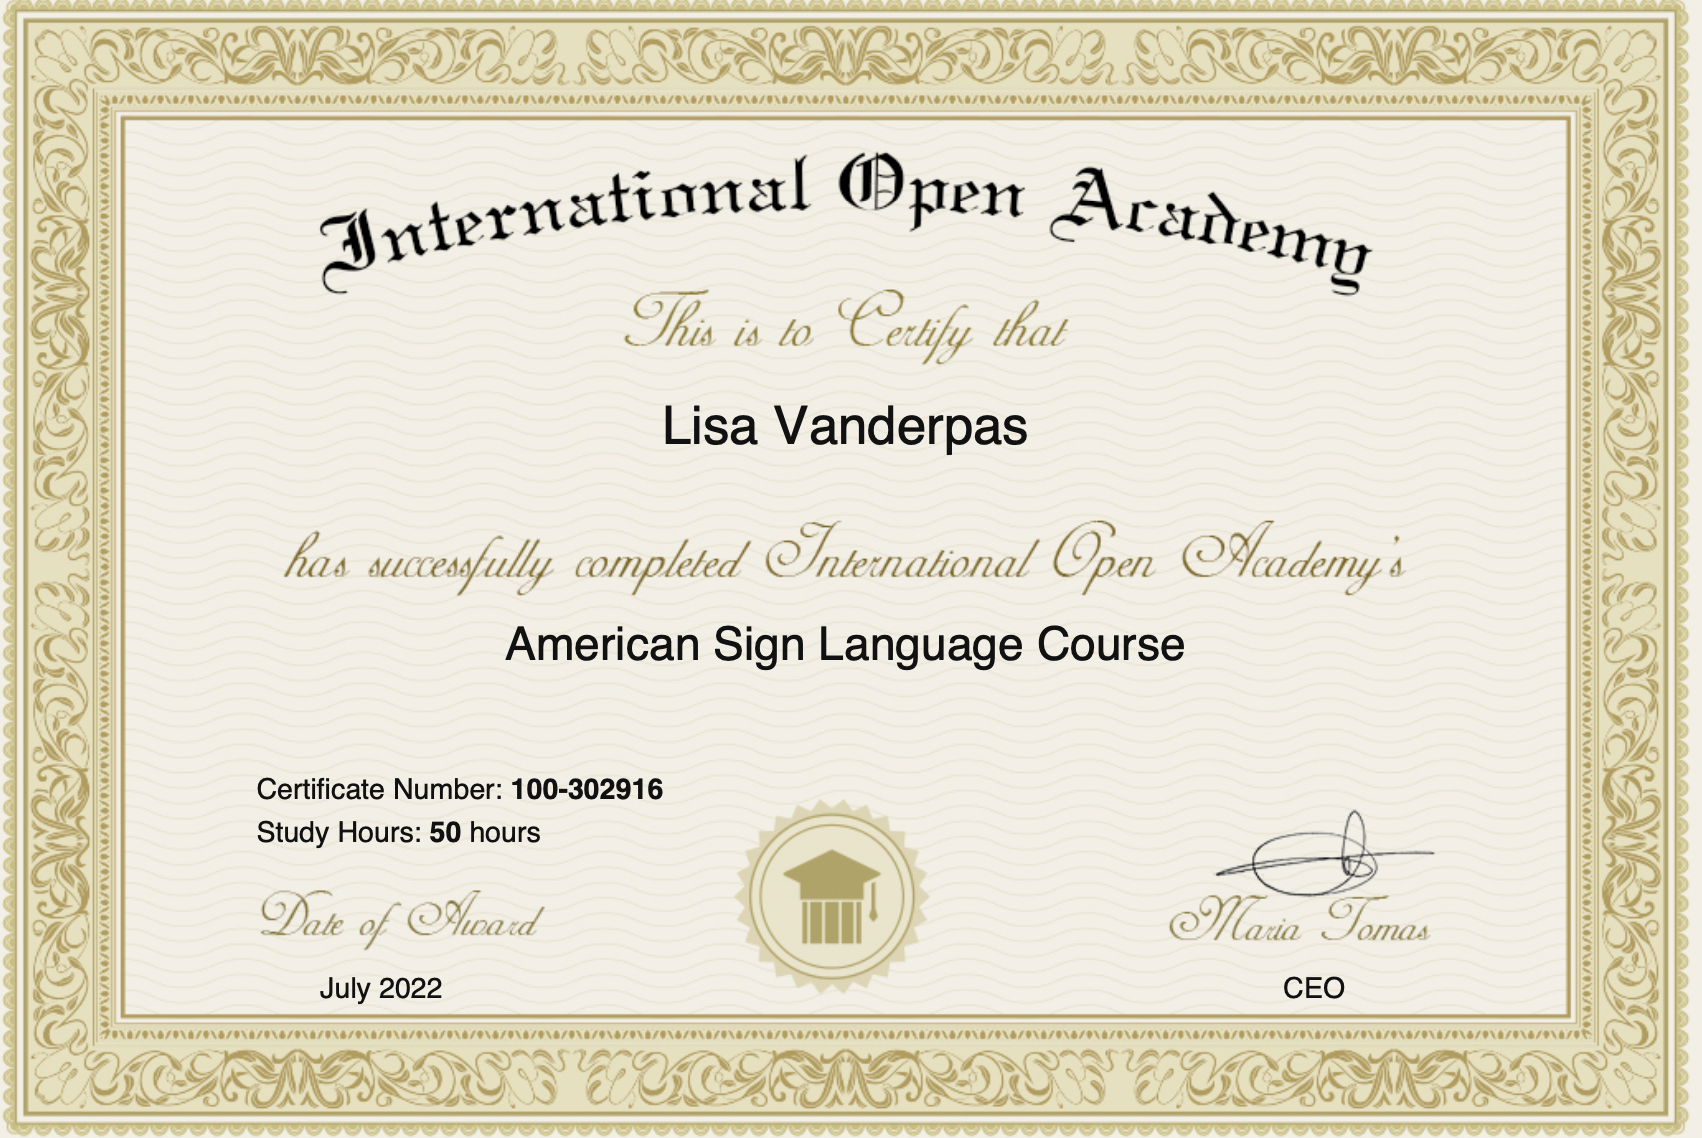 International Open Academy
This is to Certify that
Lisa Vanderpas
has successfully completed International Open Academy's
American Sign Language Course
Certificate Number: 100-302916
Study Hours: 50 hours
Date of Award
Maria Tomas
July 2022
CEO